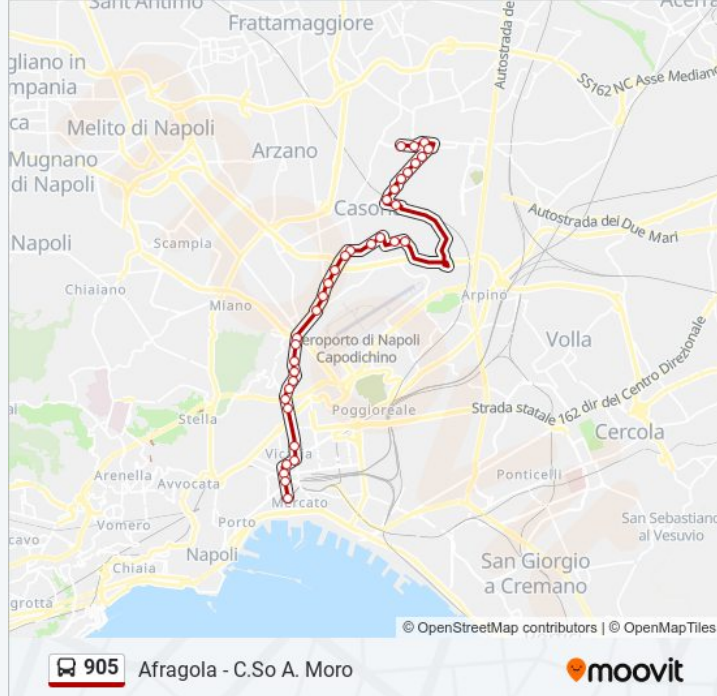 Sant'Antimo
Acerra
Frattamaggiore
Autostrada de
gliano in
mpania
SS162 NC Asse Mediano
ca
Melito di Napoli
Mugnano
di Napoli
Arzano
Casori
Autostrada dei Due Mari
Napoli
Scampia
Chiaiano
Miano
Arpino
Aeroporto di Napoli
Capodichino
Volla
Poggioreale
Strada statale 162 dir del Centro Direzionale
Stella
Cercola
Vicaria
Arenella
Avvocata
Ponticelli
Mercato
Vomero
Porto
San Sebastiano
al Vesuvio
cavo
Napoli
Chiaia
San Giorgio
a Cremano
grotta
© OpenStreetMap contributors | © OpenMapTiles
905 Afragola - C.So A. Moro
moovit